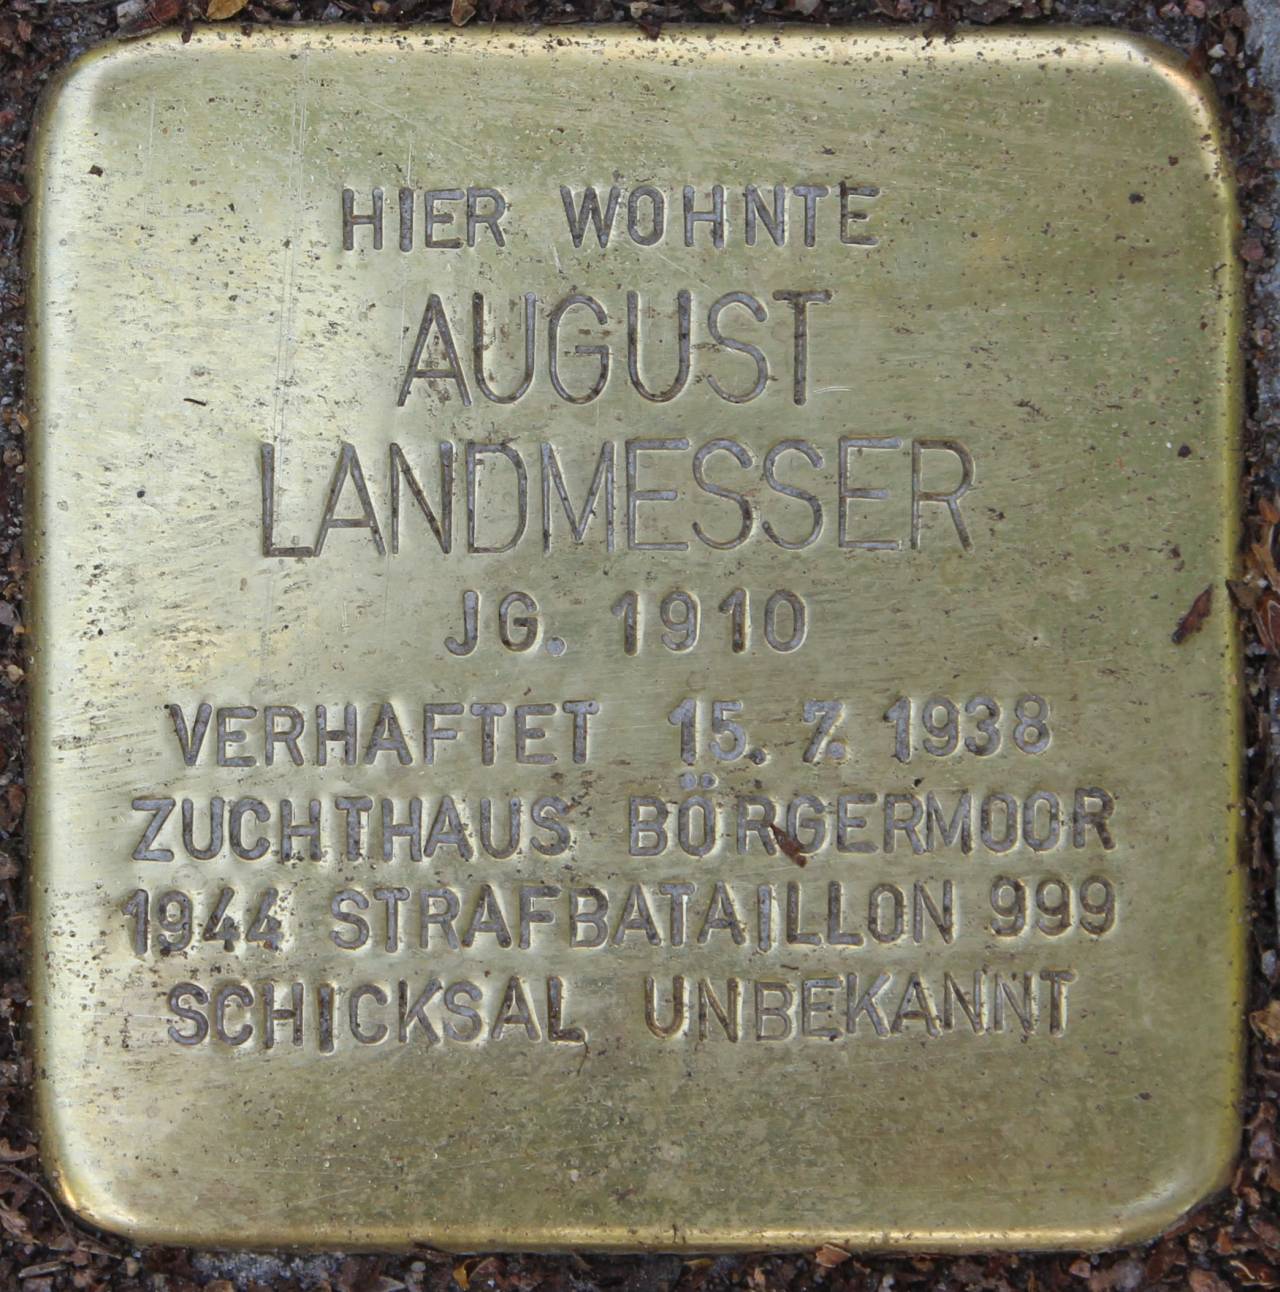 HIER WOHNTE
AUGUST
LANDMESSER
JG. 1910
VERHAFTET 15. 7. 1938
ZUCHTHAUS BÖRGERMOOR
1944 STRAFBATAILLON 999
SCHICKSAL UNBEKANNT